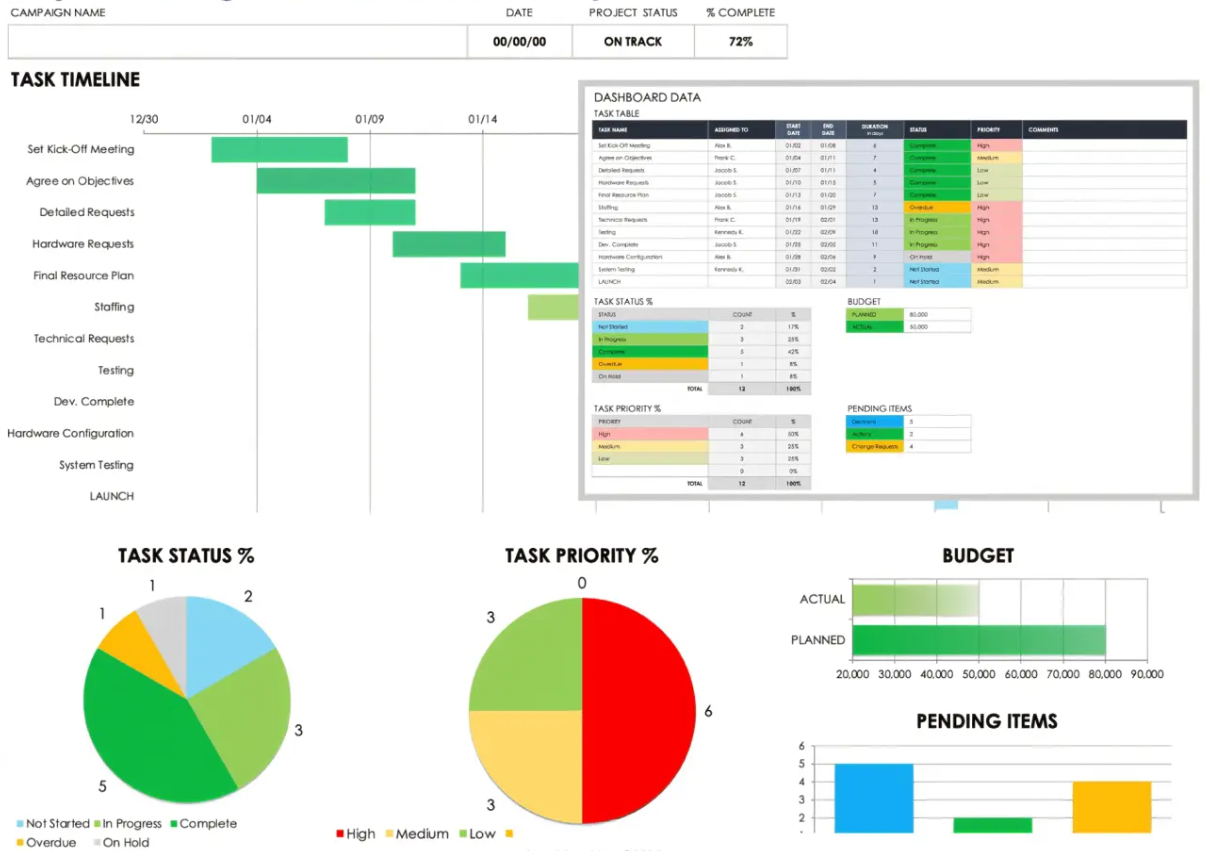 CAMPAIGN NAME DATE PROJECT STATUS % COMPLETE
00/00/00 ON TRACK 72%
TASK TIMELINE
12/30 01/04 01/09 01/14
Set Kick-Off Meeting
Agree on Objectives
Detailed Requests
Hardware Requests
Final Resource Plan
Staffing
Technical Requests
Testing
Dev. Complete
Hardware Configuration
System Testing
LAUNCH
DASHBOARD DATA
TASK TABLE
TASK NAME ASSIGNED TO START DATE END DATE DURATION in days STATUS PRIORITY COMMENTS
Set Kick-Off Meeting Alex B. 01/02 01/08 6 Complete High
Agree on Objectives Frank C. 01/04 01/11 7 Complete Medium
Detailed Requests Jacob S. 01/07 01/11 4 Complete Low
Hardware Requests Jacob S. 01/10 01/15 5 Complete Low
Final Resource Plan Jacob S. 01/13 01/20 7 Complete Low
Staffing Alex B. 01/16 01/29 13 Overdue High
Technical Requests Frank C. 01/19 02/01 13 In Progress High
Testing Kennedy K. 01/22 02/09 18 In Progress High
Dev. Complete Jacob S. 01/25 02/05 11 In Progress High
Hardware Configuration Alex B. 01/28 02/06 9 On Hold High
System Testing Kennedy K. 01/31 02/02 2 Not Started Medium
LAUNCH 02/03 02/04 1 Not Started Medium
TASK STATUS %
STATUS COUNT %
Not Started 2 17%
In Progress 3 25%
Complete 5 42%
Overdue 1 8%
On Hold 1 8%
TOTAL 12 100%
BUDGET
PLANNED 80,000
ACTUAL 50,000
TASK PRIORITY %
PRIORITY COUNT %
High 6 50%
Medium 3 25%
Low 3 25%
0 0%
TOTAL 12 100%
PENDING ITEMS
Decisions 5
Actions 2
Change Requests 4
TASK STATUS %
1
1
2
3
5
Not Started In Progress Complete
Overdue On Hold
TASK PRIORITY %
0
3
6
3
High Medium Low
BUDGET
ACTUAL
PLANNED
20,000 30,000 40,000 50,000 60,000 70,000 80,000 90,000
PENDING ITEMS
6
5
4
3
2